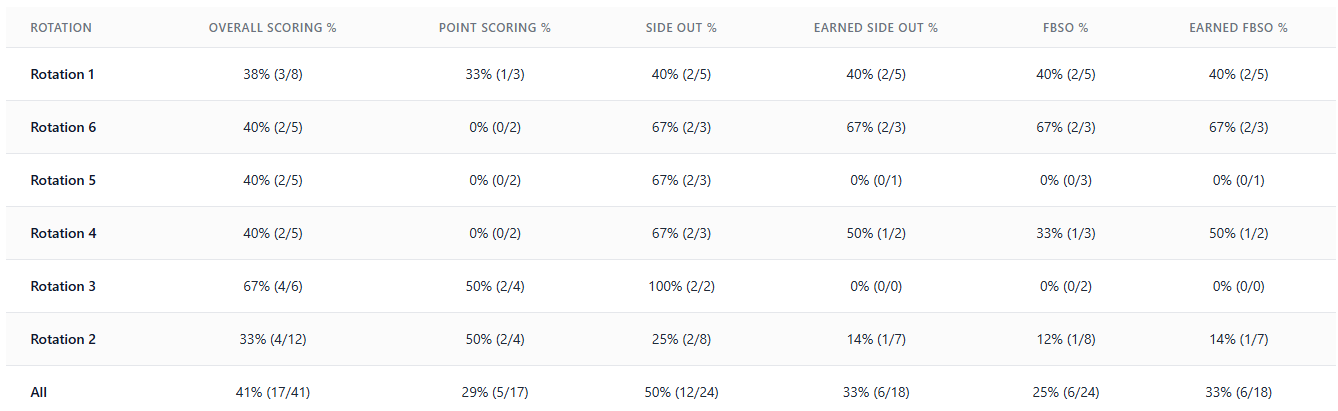 ROTATION OVERALL SCORING % POINT SCORING % SIDE OUT % EARNED SIDE OUT % FBSO % EARNED FBSO %
Rotation 1 38% (3/8) 33% (1/3) 40% (2/5) 40% (2/5) 40% (2/5) 40% (2/5)
Rotation 6 40% (2/5) 0% (0/2) 67% (2/3) 67% (2/3) 67% (2/3) 67% (2/3)
Rotation 5 40% (2/5) 0% (0/2) 67% (2/3) 0% (0/1) 0% (0/3) 0% (0/1)
Rotation 4 40% (2/5) 0% (0/2) 67% (2/3) 50% (1/2) 33% (1/3) 50% (1/2)
Rotation 3 67% (4/6) 50% (2/4) 100% (2/2) 0% (0/0) 0% (0/2) 0% (0/0)
Rotation 2 33% (4/12) 50% (2/4) 25% (2/8) 14% (1/7) 12% (1/8) 14% (1/7)
All 41% (17/41) 29% (5/17) 50% (12/24) 33% (6/18) 25% (6/24) 33% (6/18)